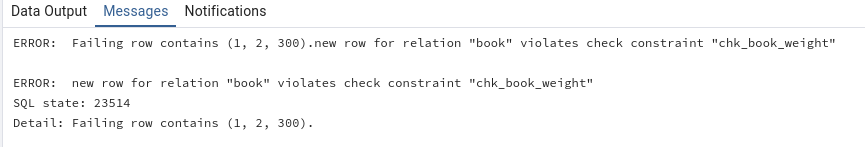 Data Output Messages Notifications
ERROR:  Failing row contains (1, 2, 300).new row for relation "book" violates check constraint "chk_book_weight"
ERROR:  new row for relation "book" violates check constraint "chk_book_weight"
SQL state: 23514
Detail: Failing row contains (1, 2, 300).